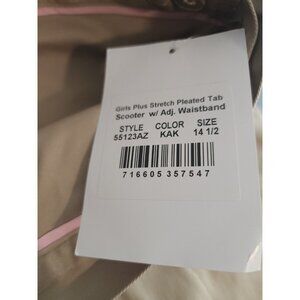 Girls Plus Stretch Pleated Tab
Scooter w/ Adj. Waistband
STYLE COLOR SIZE
55123AZ KAK 14 1/2
716605 357547